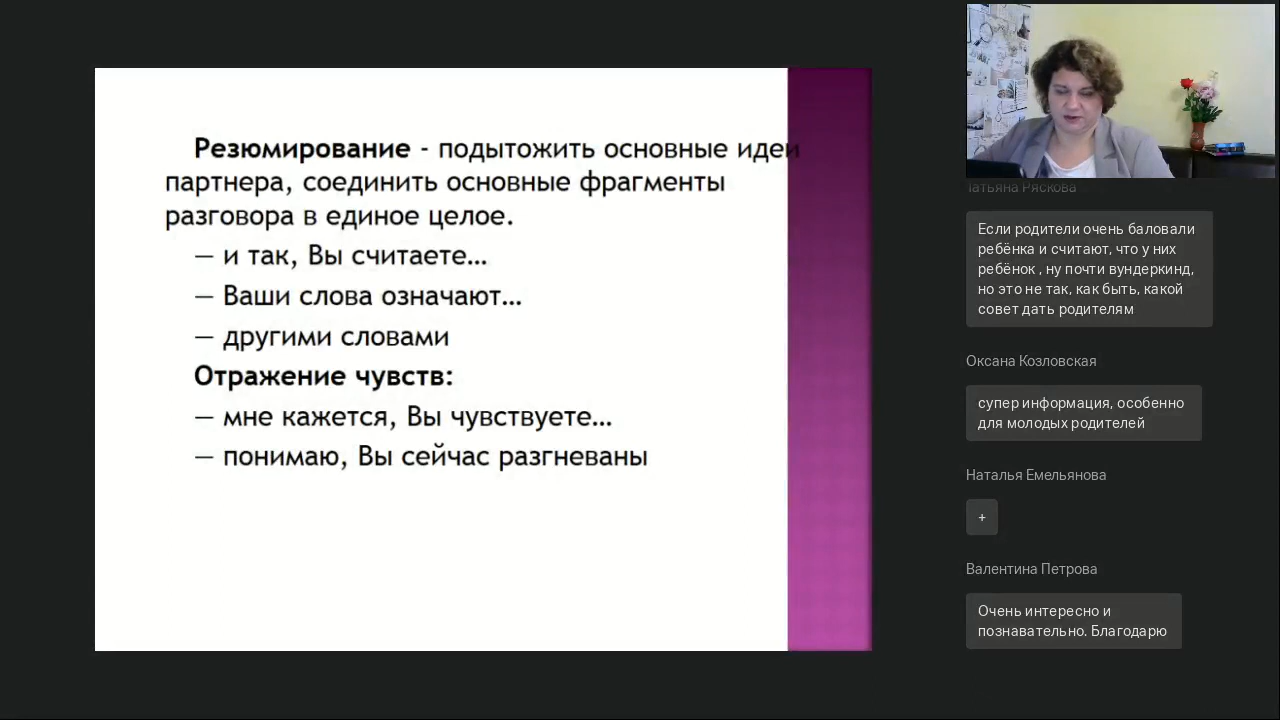 Резюмирование - подытожить основные идеи
партнера, соединить основные фрагменты
разговора в единое целое.
— и так, Вы считаете…
— Ваши слова означают…
— другими словами
Отражение чувств:
— мне кажется, Вы чувствуете…
— понимаю, Вы сейчас разгневаны
Татьяна Ряскова
Если родители очень баловали
ребёнка и считают, что у них
ребёнок , ну почти вундеркинд,
но это не так, как быть, какой
совет дать родителям
Оксана Козловская
супер информация, особенно
для молодых родителей
Наталья Емельянова
+
Валентина Петрова
Очень интересно и
познавательно. Благодарю